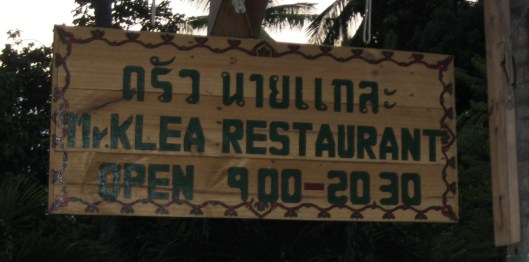 ครัว นายแกละ
Mr.KLEA RESTAURANT
OPEN 9.00-20.30